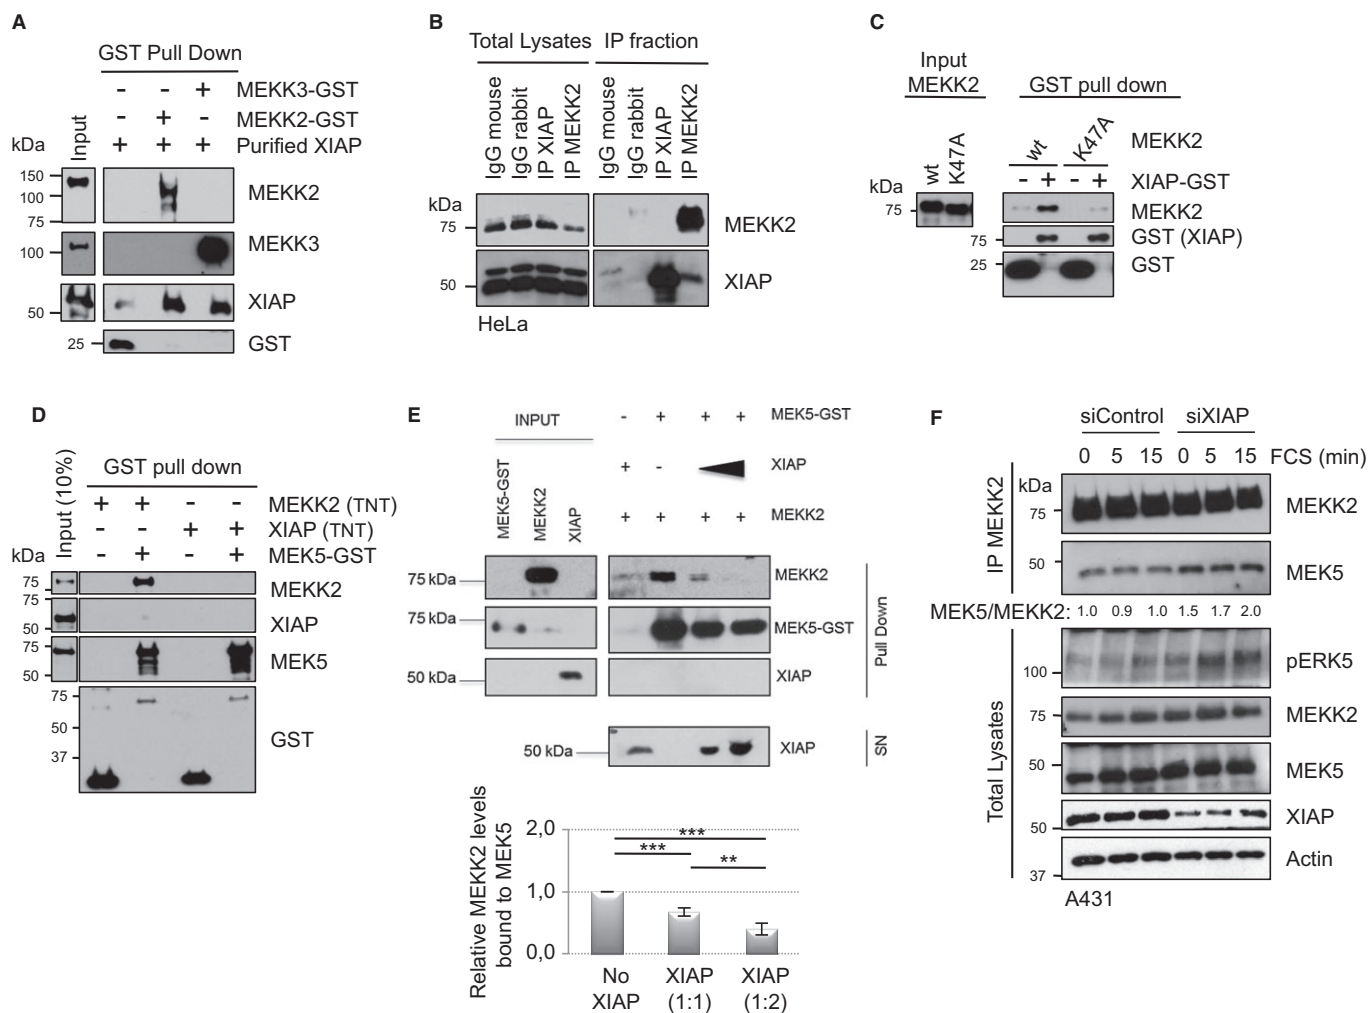 A
GST Pull Down
- - + MEKK3-GST
- + - MEKK2-GST
kDa Input + + + Purified XIAP
150
100
75
MEKK2
100
MEKK3
50
XIAP
25
GST
B
Total Lysates IP fraction
IgG mouse IgG rabbit IP XIAP IP MEKK2 IgG mouse IgG rabbit IP XIAP IP MEKK2
kDa
75
MEKK2
50
XIAP
HeLa
C
Input
MEKK2
GST pull down
wt K47A
wt K47A MEKK2
- + - + XIAP-GST
kDa
75
MEKK2
75
GST (XIAP)
25
GST
D
GST pull down
Input (10%)
+ + - - MEKK2 (TNT)
- - + + XIAP (TNT)
kDa - + - + MEK5-GST
75
MEKK2
75
50
XIAP
75
50
MEK5
75
50
37
GST
E
INPUT
MEK5-GST MEKK2 XIAP
- + + + MEK5-GST
+ - XIAP
+ + + + MEKK2
75 kDa
MEKK2
75 kDa
MEK5-GST
50 kDa
XIAP
Pull Down
50 kDa
XIAP
SN
Relative MEKK2 levels
bound to MEK5
2,0
1,0
0,0
***
***
**
No
XIAP
XIAP
(1:1)
XIAP
(1:2)
F
siControl siXIAP
0 5 15 0 5 15 FCS (min)
IP MEKK2
kDa
75
MEKK2
50
MEK5
MEK5/MEKK2: 1.0 0.9 1.0 1.5 1.7 2.0
Total Lysates
100
pERK5
75
MEKK2
50
MEK5
50
XIAP
37
Actin
A431